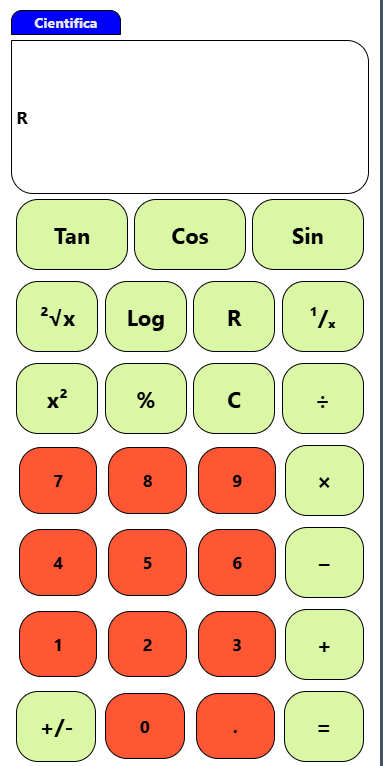 Cientifica
R
Tan Cos Sin
²√x Log R ¹/ₓ
x² % C ÷
7 8 9 ×
4 5 6 −
1 2 3 +
+/- 0 . =